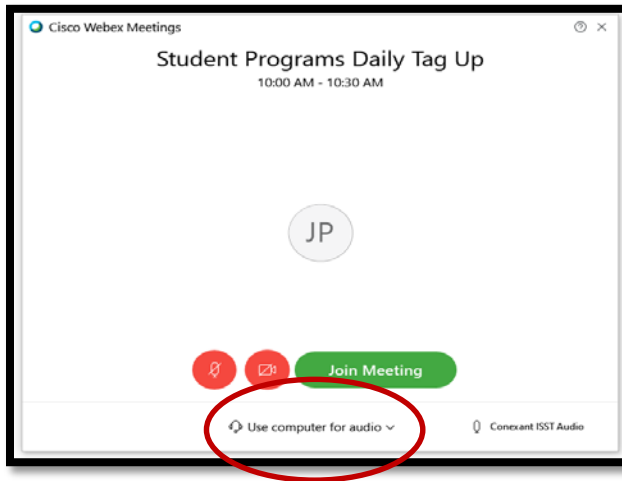 Cisco Webex Meetings
Student Programs Daily Tag Up
10:00 AM - 10:30 AM
JP
Join Meeting
Use computer for audio
Conexant ISST Audio